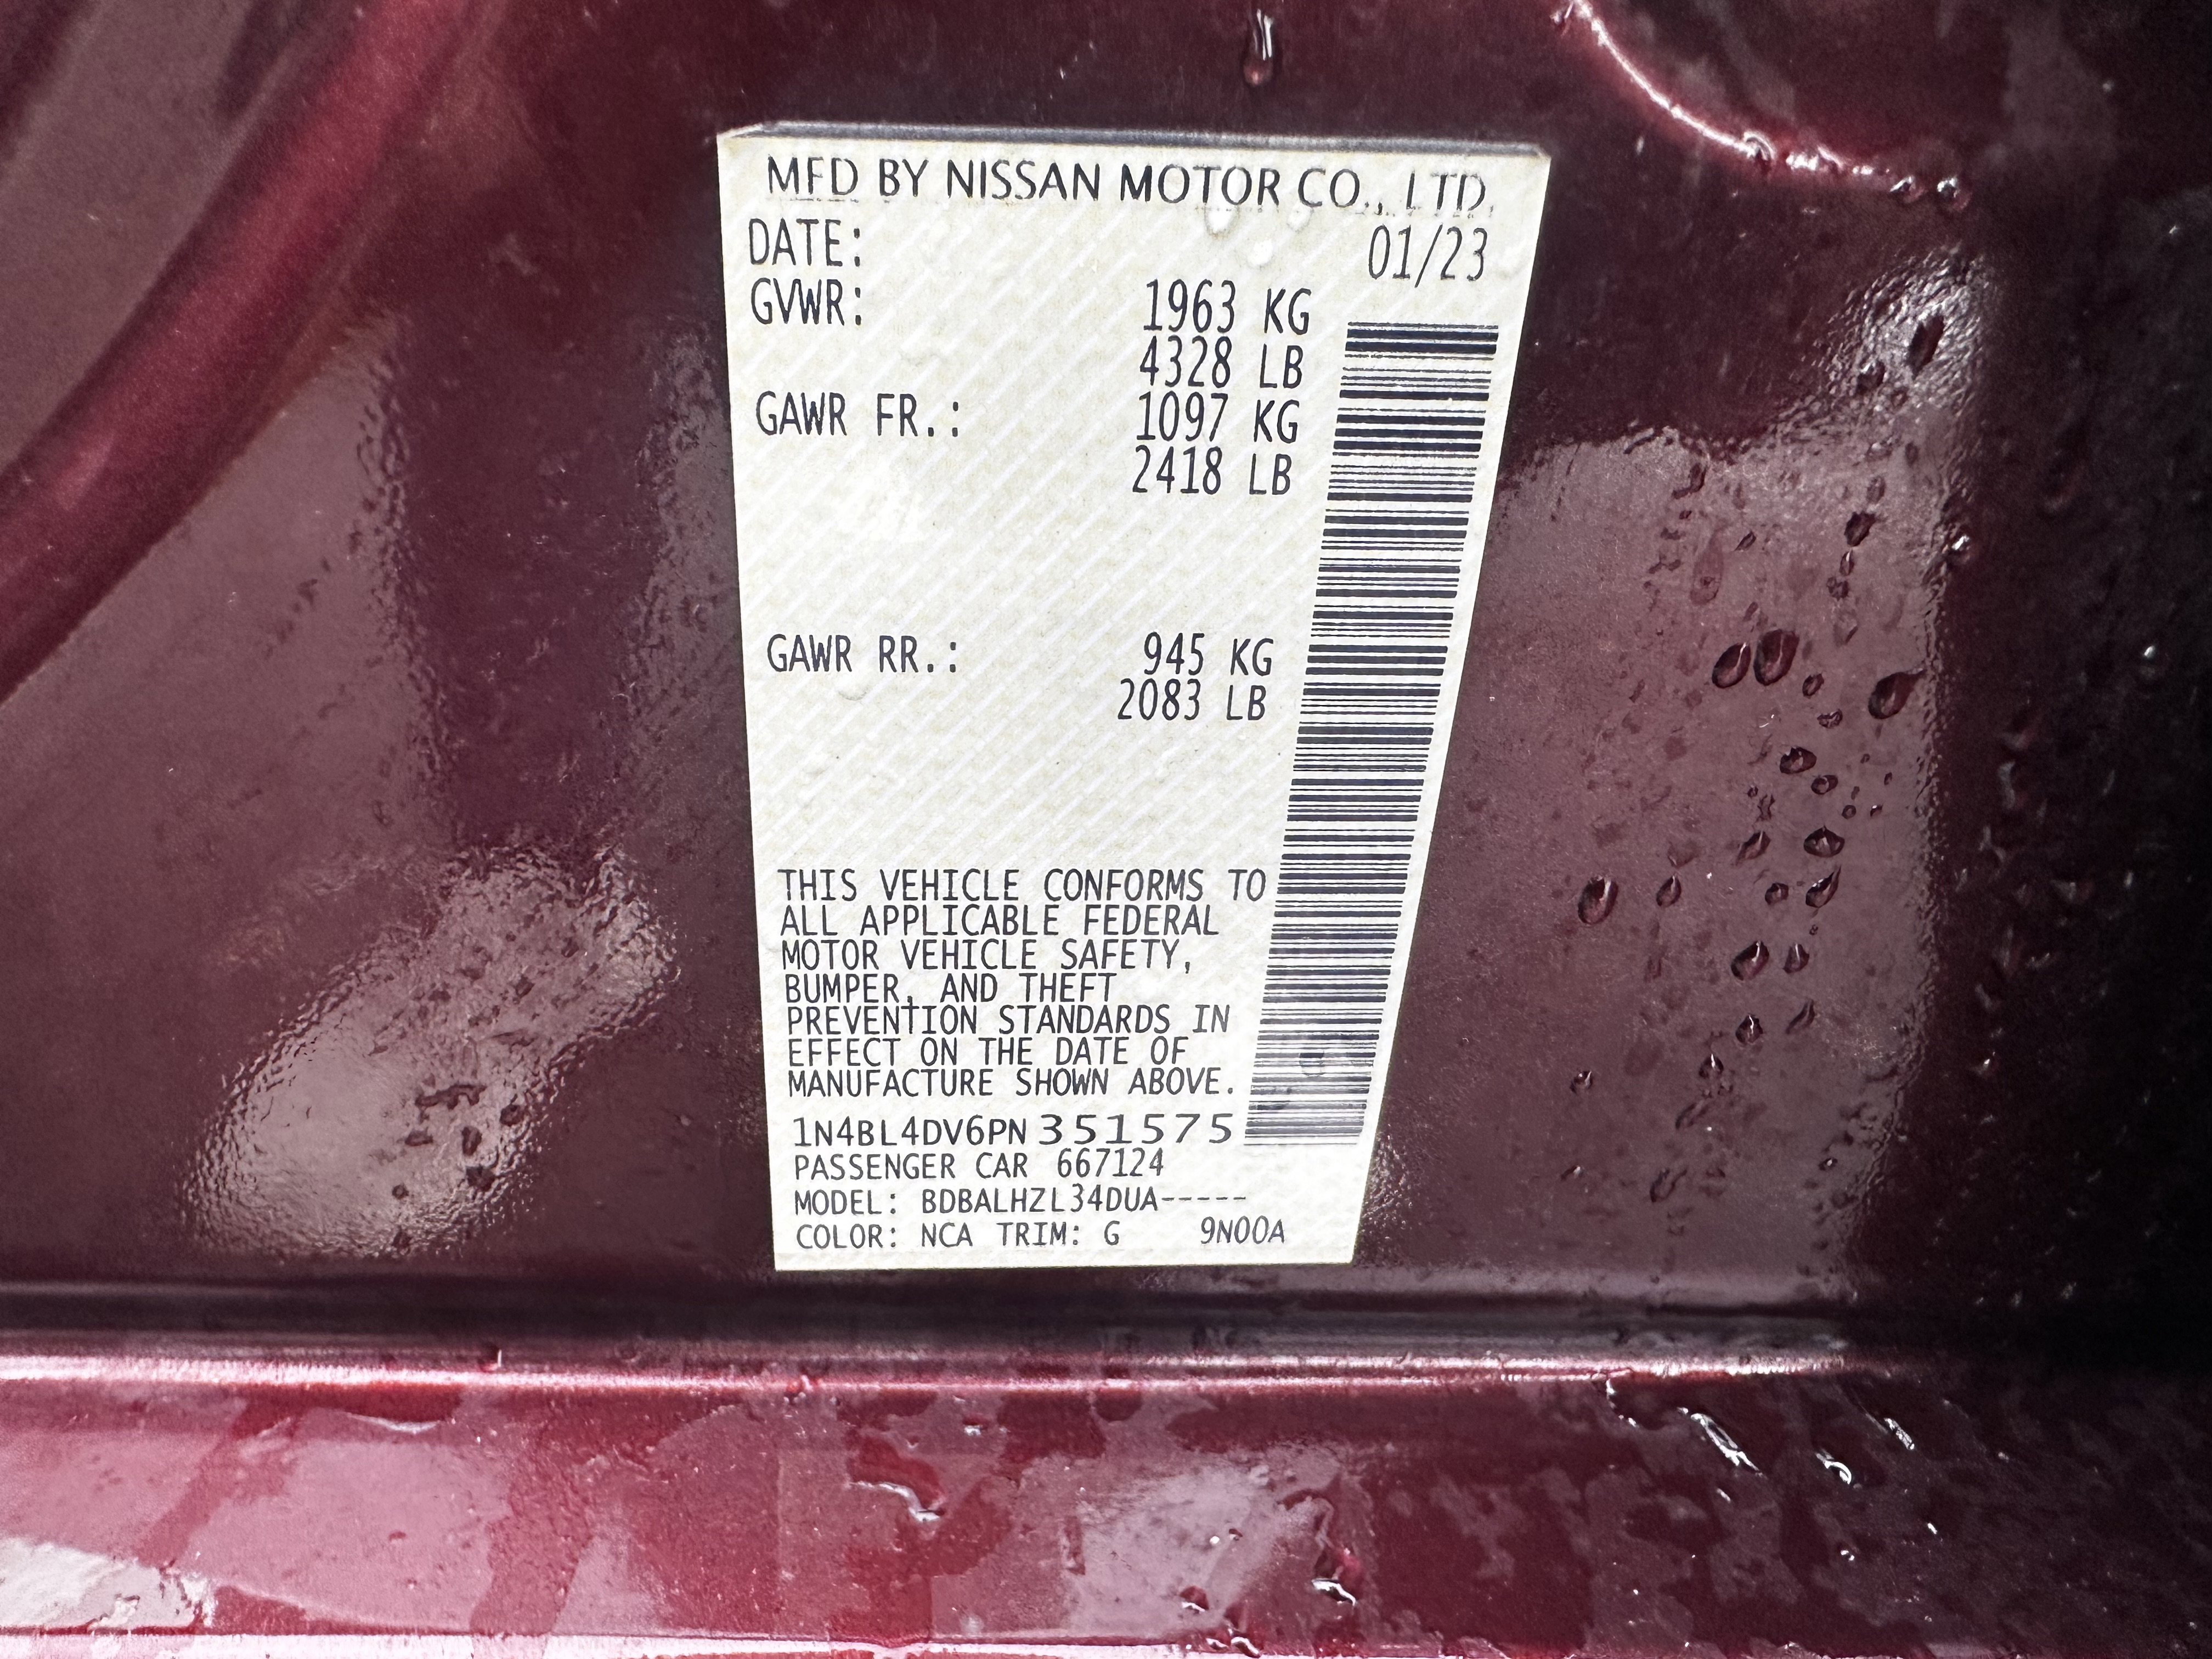 MFD BY NISSAN MOTOR CO., LTD.
DATE: 01/23
GVWR: 1963 KG
4328 LB
GAWR FR.: 1097 KG
2418 LB
GAWR RR.: 945 KG
2083 LB
THIS VEHICLE CONFORMS TO
ALL APPLICABLE FEDERAL
MOTOR VEHICLE SAFETY,
BUMPER, AND THEFT
PREVENTION STANDARDS IN
EFFECT ON THE DATE OF
MANUFACTURE SHOWN ABOVE.
1N4BL4DV6PN351575
PASSENGER CAR 667124
MODEL: BDBALHZL34DUA-----
COLOR: NCA TRIM: G 9N00A